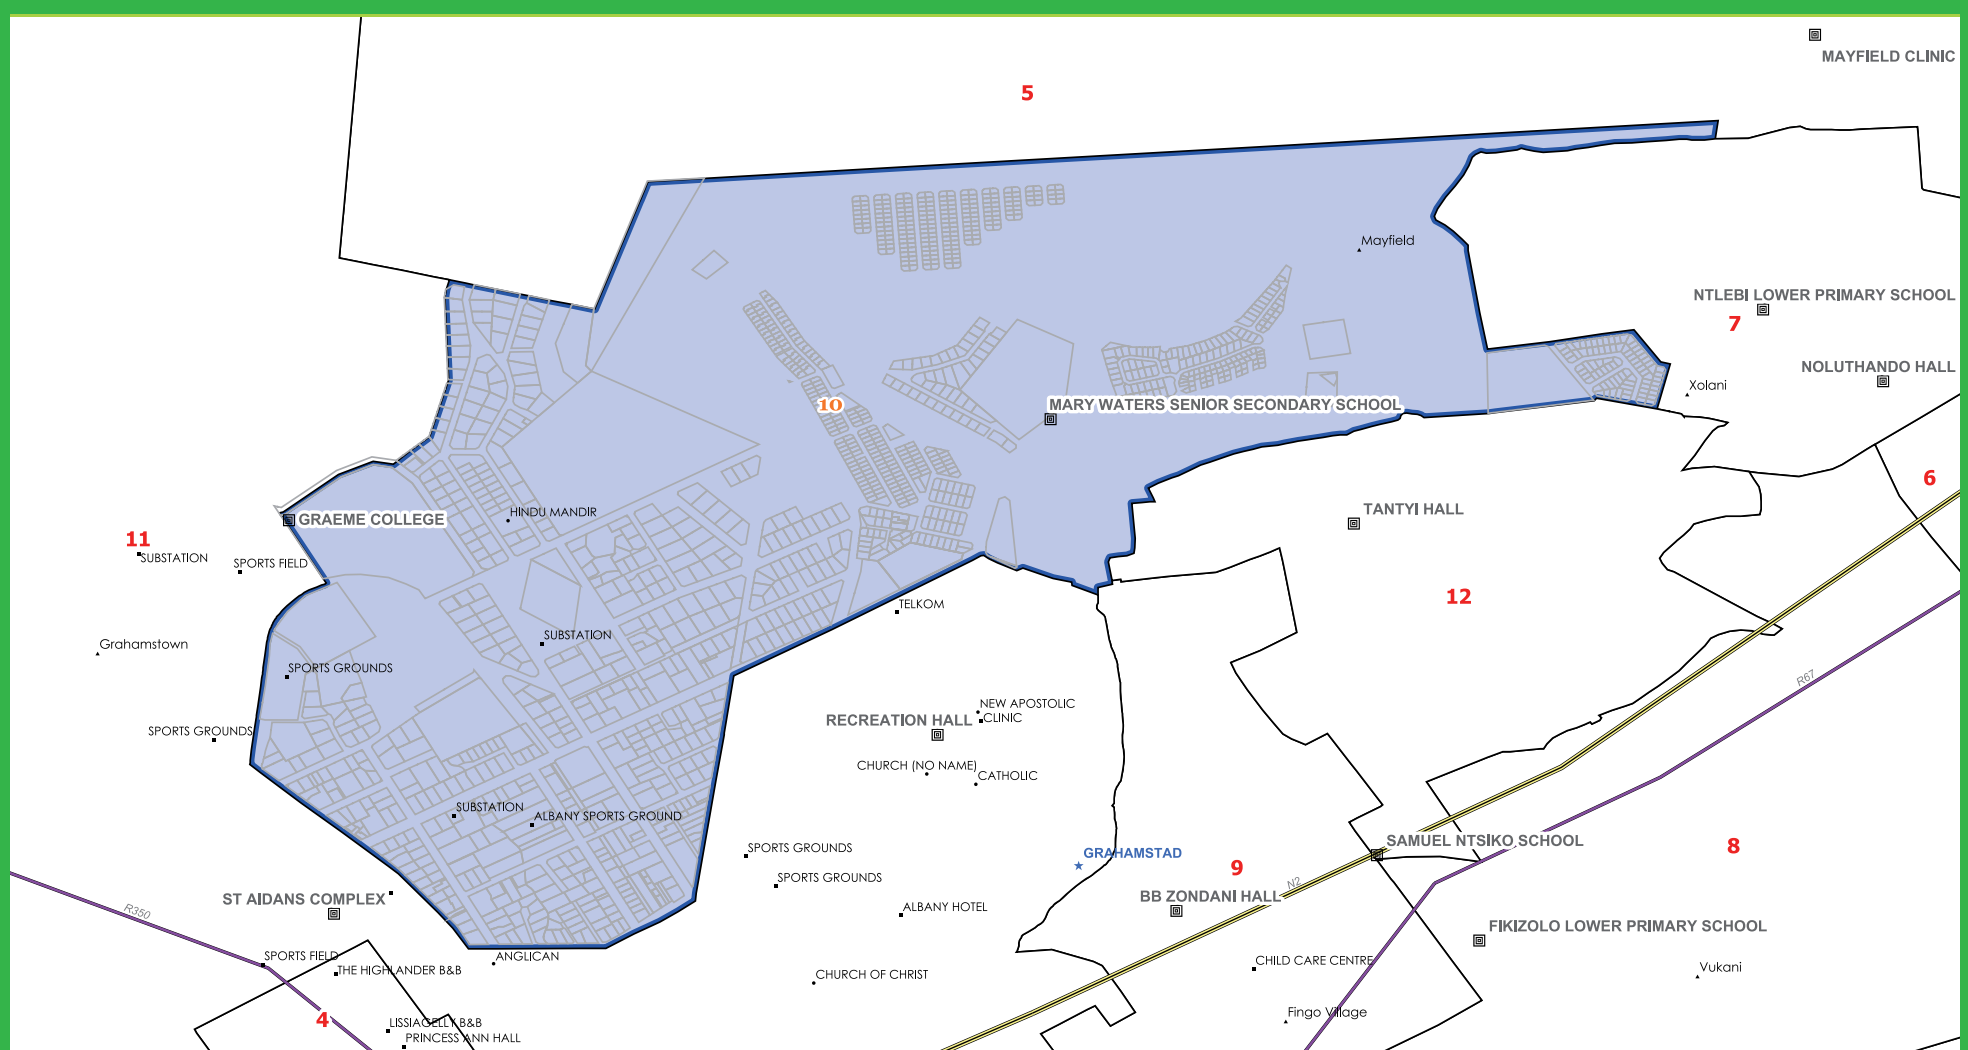 MAYFIELD CLINIC
5
Mayfield
NTLEBI LOWER PRIMARY SCHOOL
7
NOLUTHANDO HALL
Xolani
10
MARY WATERS SENIOR SECONDARY SCHOOL
6
TANTYI HALL
HINDU MANDIR
GRAEME COLLEGE
11
SUBSTATION
SPORTS FIELD
12
TELKOM
SUBSTATION
Grahamstown
SPORTS GROUNDS
R67
NEW APOSTOLIC
CLINIC
RECREATION HALL
SPORTS GROUNDS
CHURCH (NO NAME)
CATHOLIC
SUBSTATION
ALBANY SPORTS GROUND
SAMUEL NTSIKO SCHOOL
8
SPORTS GROUNDS
GRAHAMSTAD
9
SPORTS GROUNDS
N2
BB ZONDANI HALL
ST AIDANS COMPLEX
R350
ALBANY HOTEL
FIKIZOLO LOWER PRIMARY SCHOOL
SPORTS FIELD
ANGLICAN
CHILD CARE CENTRE
Vukani
THE HIGHLANDER B&B
CHURCH OF CHRIST
Fingo Village
4
LISSIAGELLY B&B
PRINCESS ANN HALL